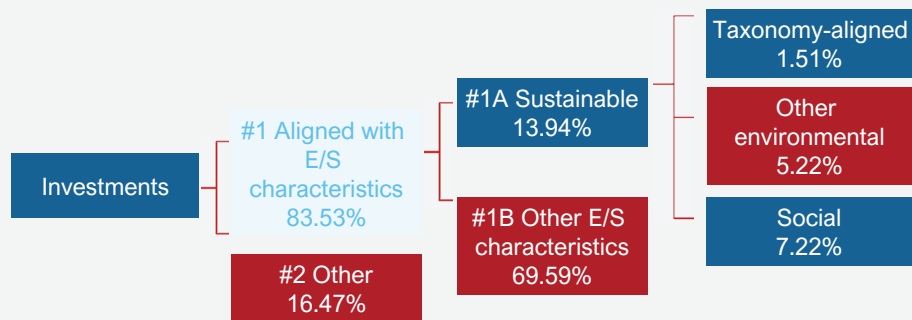 Investments
#1 Aligned with
E/S
characteristics
83.53%
#2 Other
16.47%
#1A Sustainable
13.94%
#1B Other E/S
characteristics
69.59%
Taxonomy-aligned
1.51%
Other
environmental
5.22%
Social
7.22%